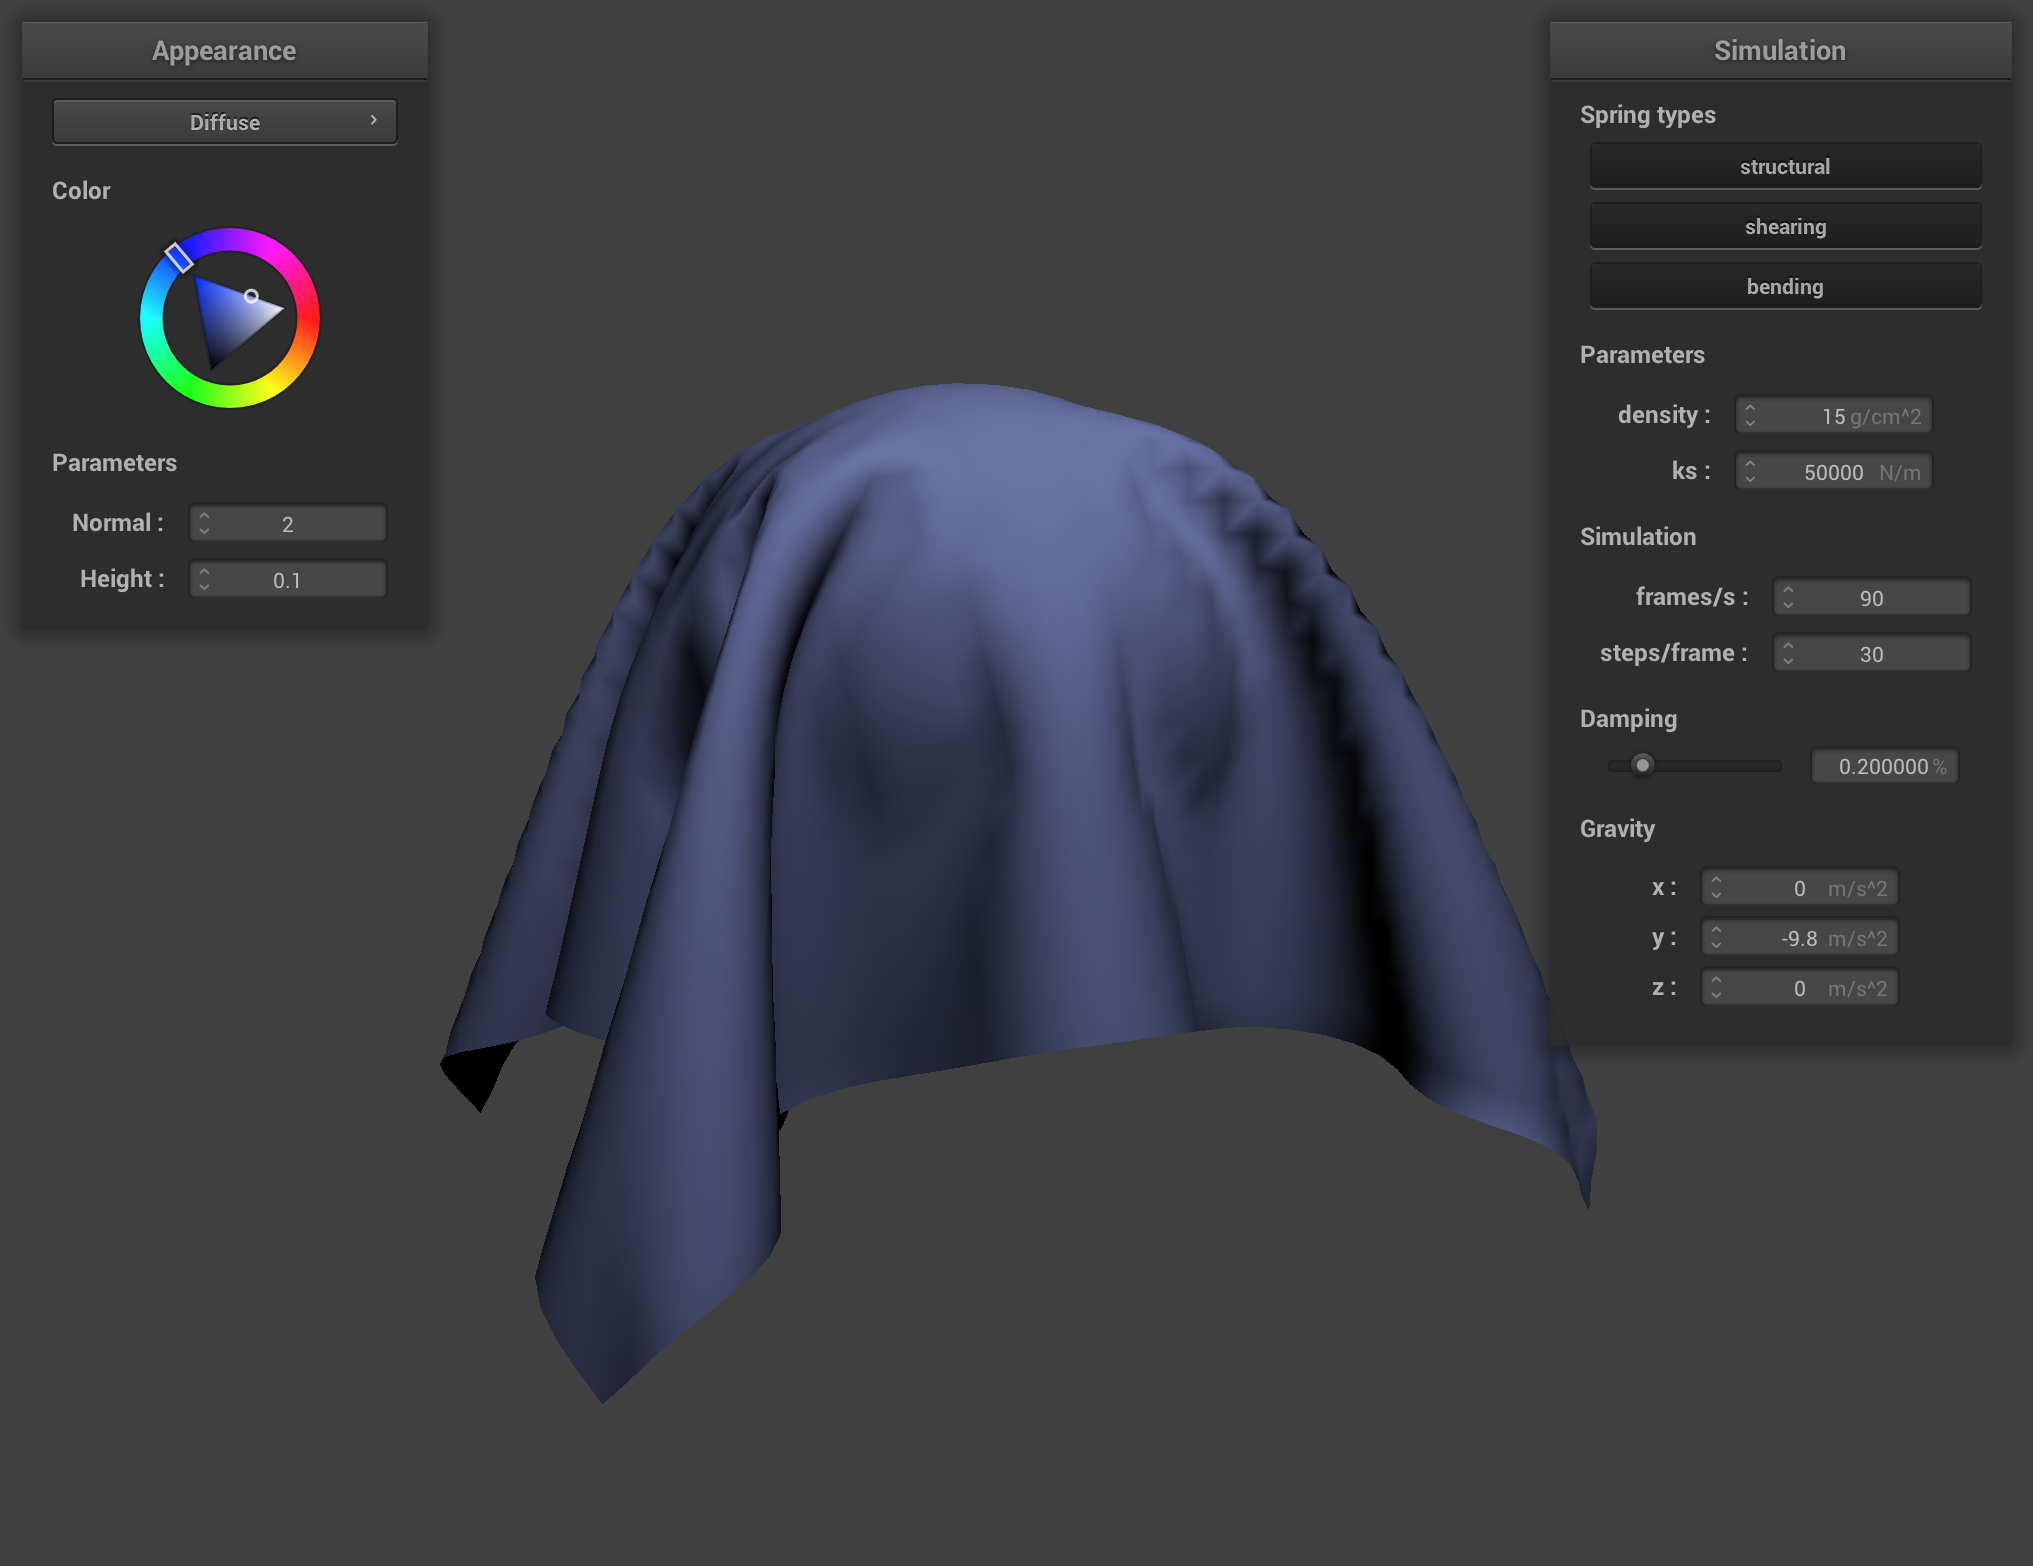 Appearance
Diffuse
Color
Parameters
Normal : 2
Height : 0.1
Simulation
Spring types
structural
shearing
bending
Parameters
density : 15 g/cm^2
ks : 50000 N/m
Simulation
frames/s : 90
steps/frame : 30
Damping
0.200000 %
Gravity
x : 0 m/s^2
y : -9.8 m/s^2
z : 0 m/s^2